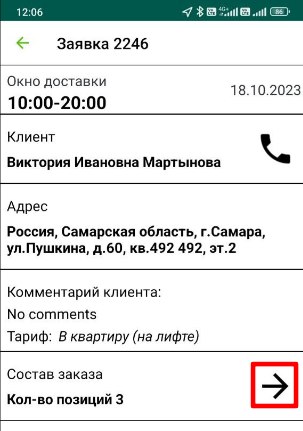 12:06
4G+
86
Заявка 2246
Окно доставки
10:00-20:00
18.10.2023
Клиент
Виктория Ивановна Мартынова
Адрес
Россия, Самарская область, г.Самара,
ул.Пушкина, д.60, кв.492 492, эт.2
Комментарий клиента:
No comments
Тариф: В квартиру (на лифте)
Состав заказа
Кол-во позиций 3